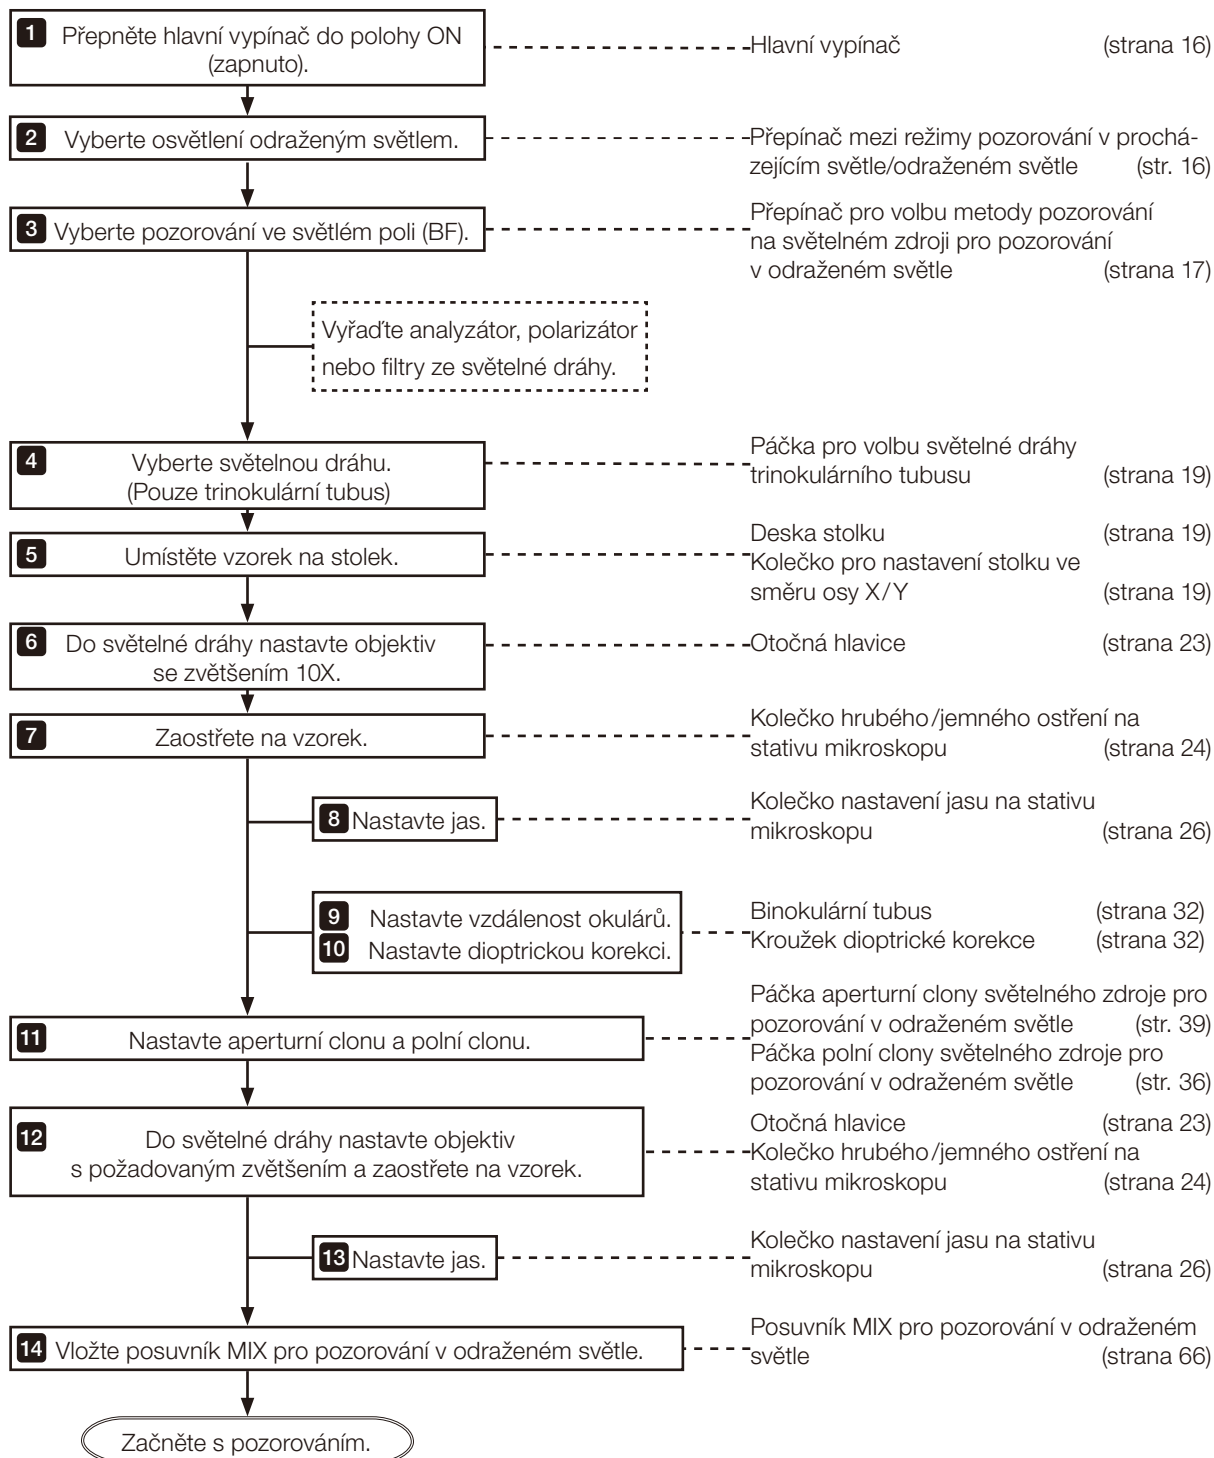 1 Přepněte hlavní vypínač do polohy ON
(zapnuto).
Hlavní vypínač (strana 16)
2 Vyberte osvětlení odraženým světlem.
Přepínač mezi režimy pozorování v prochá-
zejícím světle/odraženém světle (str. 16)
3 Vyberte pozorování ve světlém poli (BF).
Přepínač pro volbu metody pozorování
na světelném zdroji pro pozorování
v odraženém světle (strana 17)
Vyřaďte analyzátor, polarizátor
nebo filtry ze světelné dráhy.
4 Vyberte světelnou dráhu.
(Pouze trinokulární tubus)
Páčka pro volbu světelné dráhy
trinokulárního tubusu (strana 19)
5 Umístěte vzorek na stolek.
Deska stolku (strana 19)
Kolečko pro nastavení stolku ve
směru osy X/Y (strana 19)
6 Do světelné dráhy nastavte objektiv
se zvětšením 10X.
Otočná hlavice (strana 23)
7 Zaostřete na vzorek.
Kolečko hrubého/jemného ostření na
stativu mikroskopu (strana 24)
8 Nastavte jas.
Kolečko nastavení jasu na stativu
mikroskopu (strana 26)
9 Nastavte vzdálenost okulárů.
10 Nastavte dioptrickou korekci.
Binokulární tubus (strana 32)
Kroužek dioptrické korekce (strana 32)
11 Nastavte aperturní clonu a polní clonu.
Páčka aperturní clony světelného zdroje pro
pozorování v odraženém světle (str. 39)
Páčka polní clony světelného zdroje pro
pozorování v odraženém světle (str. 36)
12 Do světelné dráhy nastavte objektiv
s požadovaným zvětšením a zaostřete na vzorek.
Otočná hlavice (strana 23)
Kolečko hrubého/jemného ostření na
stativu mikroskopu (strana 24)
13 Nastavte jas.
Kolečko nastavení jasu na stativu
mikroskopu (strana 26)
14 Vložte posuvník MIX pro pozorování v odraženém světle.
Posuvník MIX pro pozorování v odraženém
světle (strana 66)
Začněte s pozorováním.